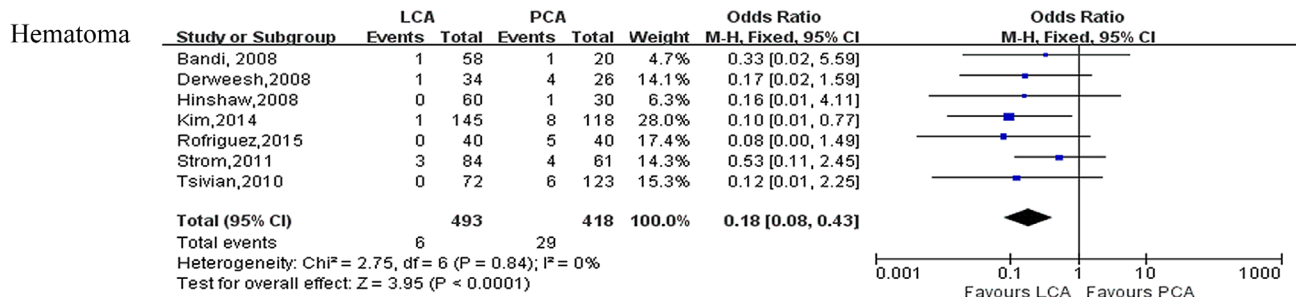 Hematoma
LCA PCA Odds Ratio Odds Ratio
Study or Subgroup Events Total Events Total Weight M-H, Fixed, 95% CI M-H, Fixed, 95% CI
Bandi, 2008 1 58 1 20 4.7% 0.33 [0.02, 5.59]
Derweesh,2008 1 34 4 26 14.1% 0.17 [0.02, 1.59]
Hinshaw,2008 0 60 1 30 6.3% 0.16 [0.01, 4.11]
Kim,2014 1 145 8 118 28.0% 0.10 [0.01, 0.77]
Rofriguez,2015 0 40 5 40 17.4% 0.08 [0.00, 1.49]
Strom,2011 3 84 4 61 14.3% 0.53 [0.11, 2.45]
Tsivian,2010 0 72 6 123 15.3% 0.12 [0.01, 2.25]
Total (95% CI) 493 418 100.0% 0.18 [0.08, 0.43]
Total events 6 29
Heterogeneity: Chi² = 2.75, df = 6 (P = 0.84); I² = 0%
Test for overall effect: Z = 3.95 (P < 0.0001)
0.001 0.1 1 10 1000
Favours LCA Favours PCA